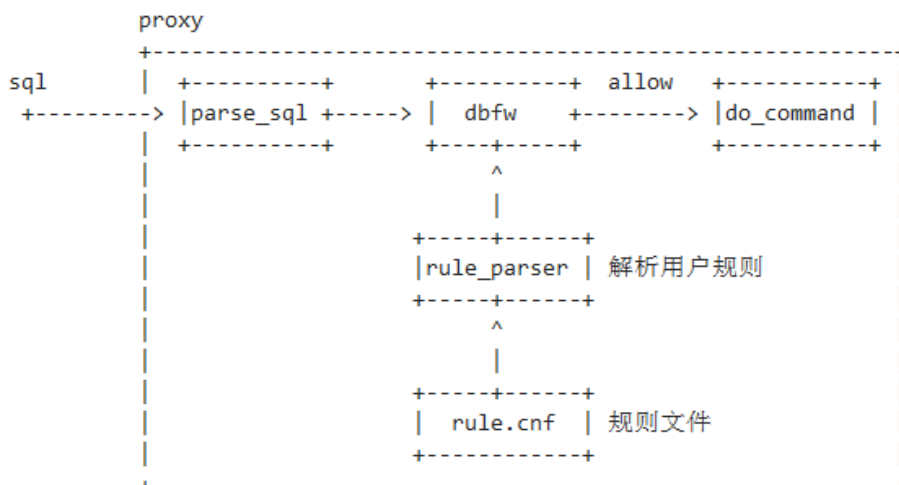 proxy
sql
allow
parse_sql
dbfw
do_command
rule_parser 解析用户规则
rule.cnf 规则文件